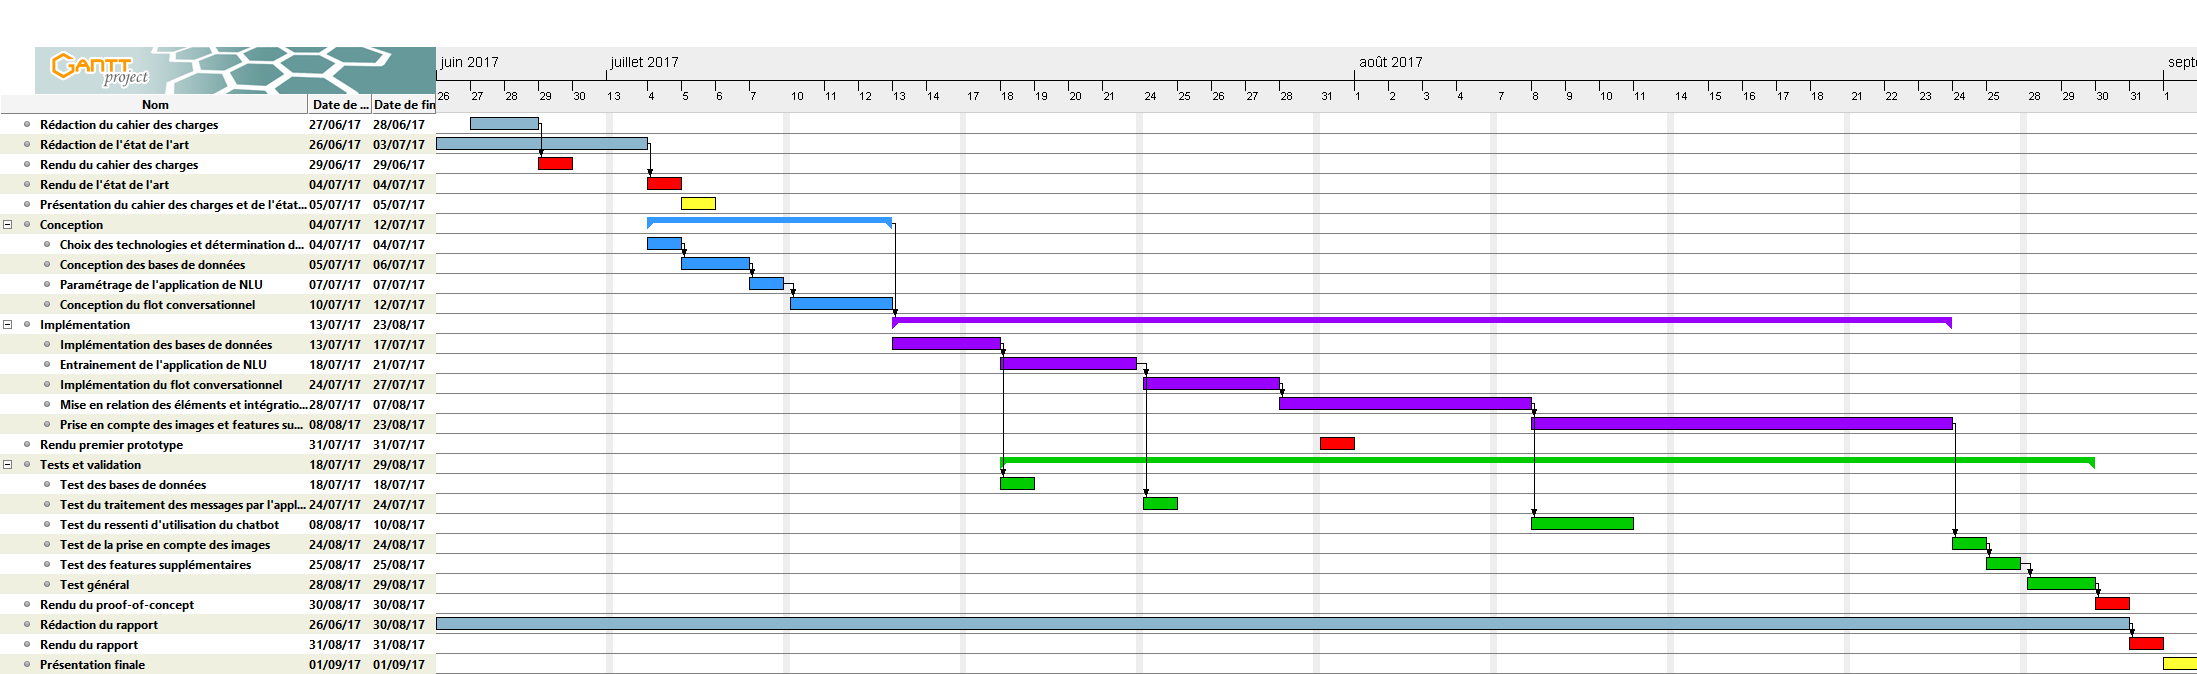 GANTT
project
juin 2017 juillet 2017 août 2017 septe
Nom Date de ... Date de fin
26 27 28 29 30 13 4 5 6 7 10 11 12 13 14 17 18 19 20 21 24 25 26 27 28 31 1 2 3 4 7 8 9 10 11 14 15 16 17 18 21 22 23 24 25 28 29 30 31 1
Rédaction du cahier des charges 27/06/17 28/06/17
Rédaction de l'état de l'art 26/06/17 03/07/17
Rendu du cahier des charges 29/06/17 29/06/17
Rendu de l'état de l'art 04/07/17 04/07/17
Présentation du cahier des charges et de l'état... 05/07/17 05/07/17
Conception 04/07/17 12/07/17
Choix des technologies et détermination d... 04/07/17 04/07/17
Conception des bases de données 05/07/17 06/07/17
Paramétrage de l'application de NLU 07/07/17 07/07/17
Conception du flot conversationnel 10/07/17 12/07/17
Implémentation 13/07/17 23/08/17
Implémentation des bases de données 13/07/17 17/07/17
Entrainement de l'application de NLU 18/07/17 21/07/17
Implémentation du flot conversationnel 24/07/17 27/07/17
Mise en relation des éléments et intégratio... 28/07/17 07/08/17
Prise en compte des images et features su... 08/08/17 23/08/17
Rendu premier prototype 31/07/17 31/07/17
Tests et validation 18/07/17 29/08/17
Test des bases de données 18/07/17 18/07/17
Test du traitement des messages par l'appl... 24/07/17 24/07/17
Test du ressenti d'utilisation du chatbot 08/08/17 10/08/17
Test de la prise en compte des images 24/08/17 24/08/17
Test des features supplémentaires 25/08/17 25/08/17
Test général 28/08/17 29/08/17
Rendu du proof-of-concept 30/08/17 30/08/17
Rédaction du rapport 26/06/17 30/08/17
Rendu du rapport 31/08/17 31/08/17
Présentation finale 01/09/17 01/09/17